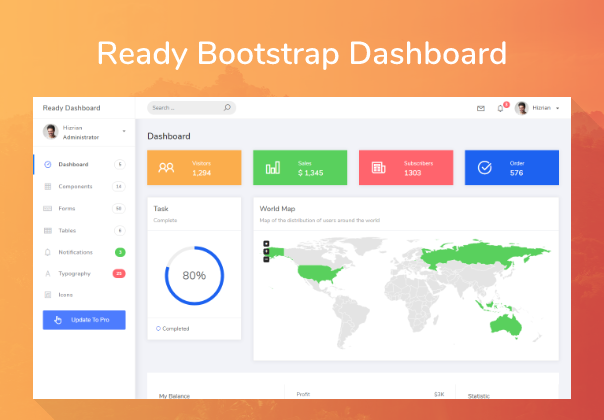 Ready Bootstrap Dashboard
Ready Dashboard
Search ...
Hizrian
Hizrian
Administrator
Dashboard 5
Components 14
Forms 50
Tables 6
Notifications 3
Typography 25
Icons
Update To Pro
Dashboard
Visitors
1,294
Sales
$ 1,345
Subscribers
1303
Order
576
Task
Complete
80%
Completed
World Map
Map of the distribution of users around the world
My Balance
Profit
$3K
Statistic